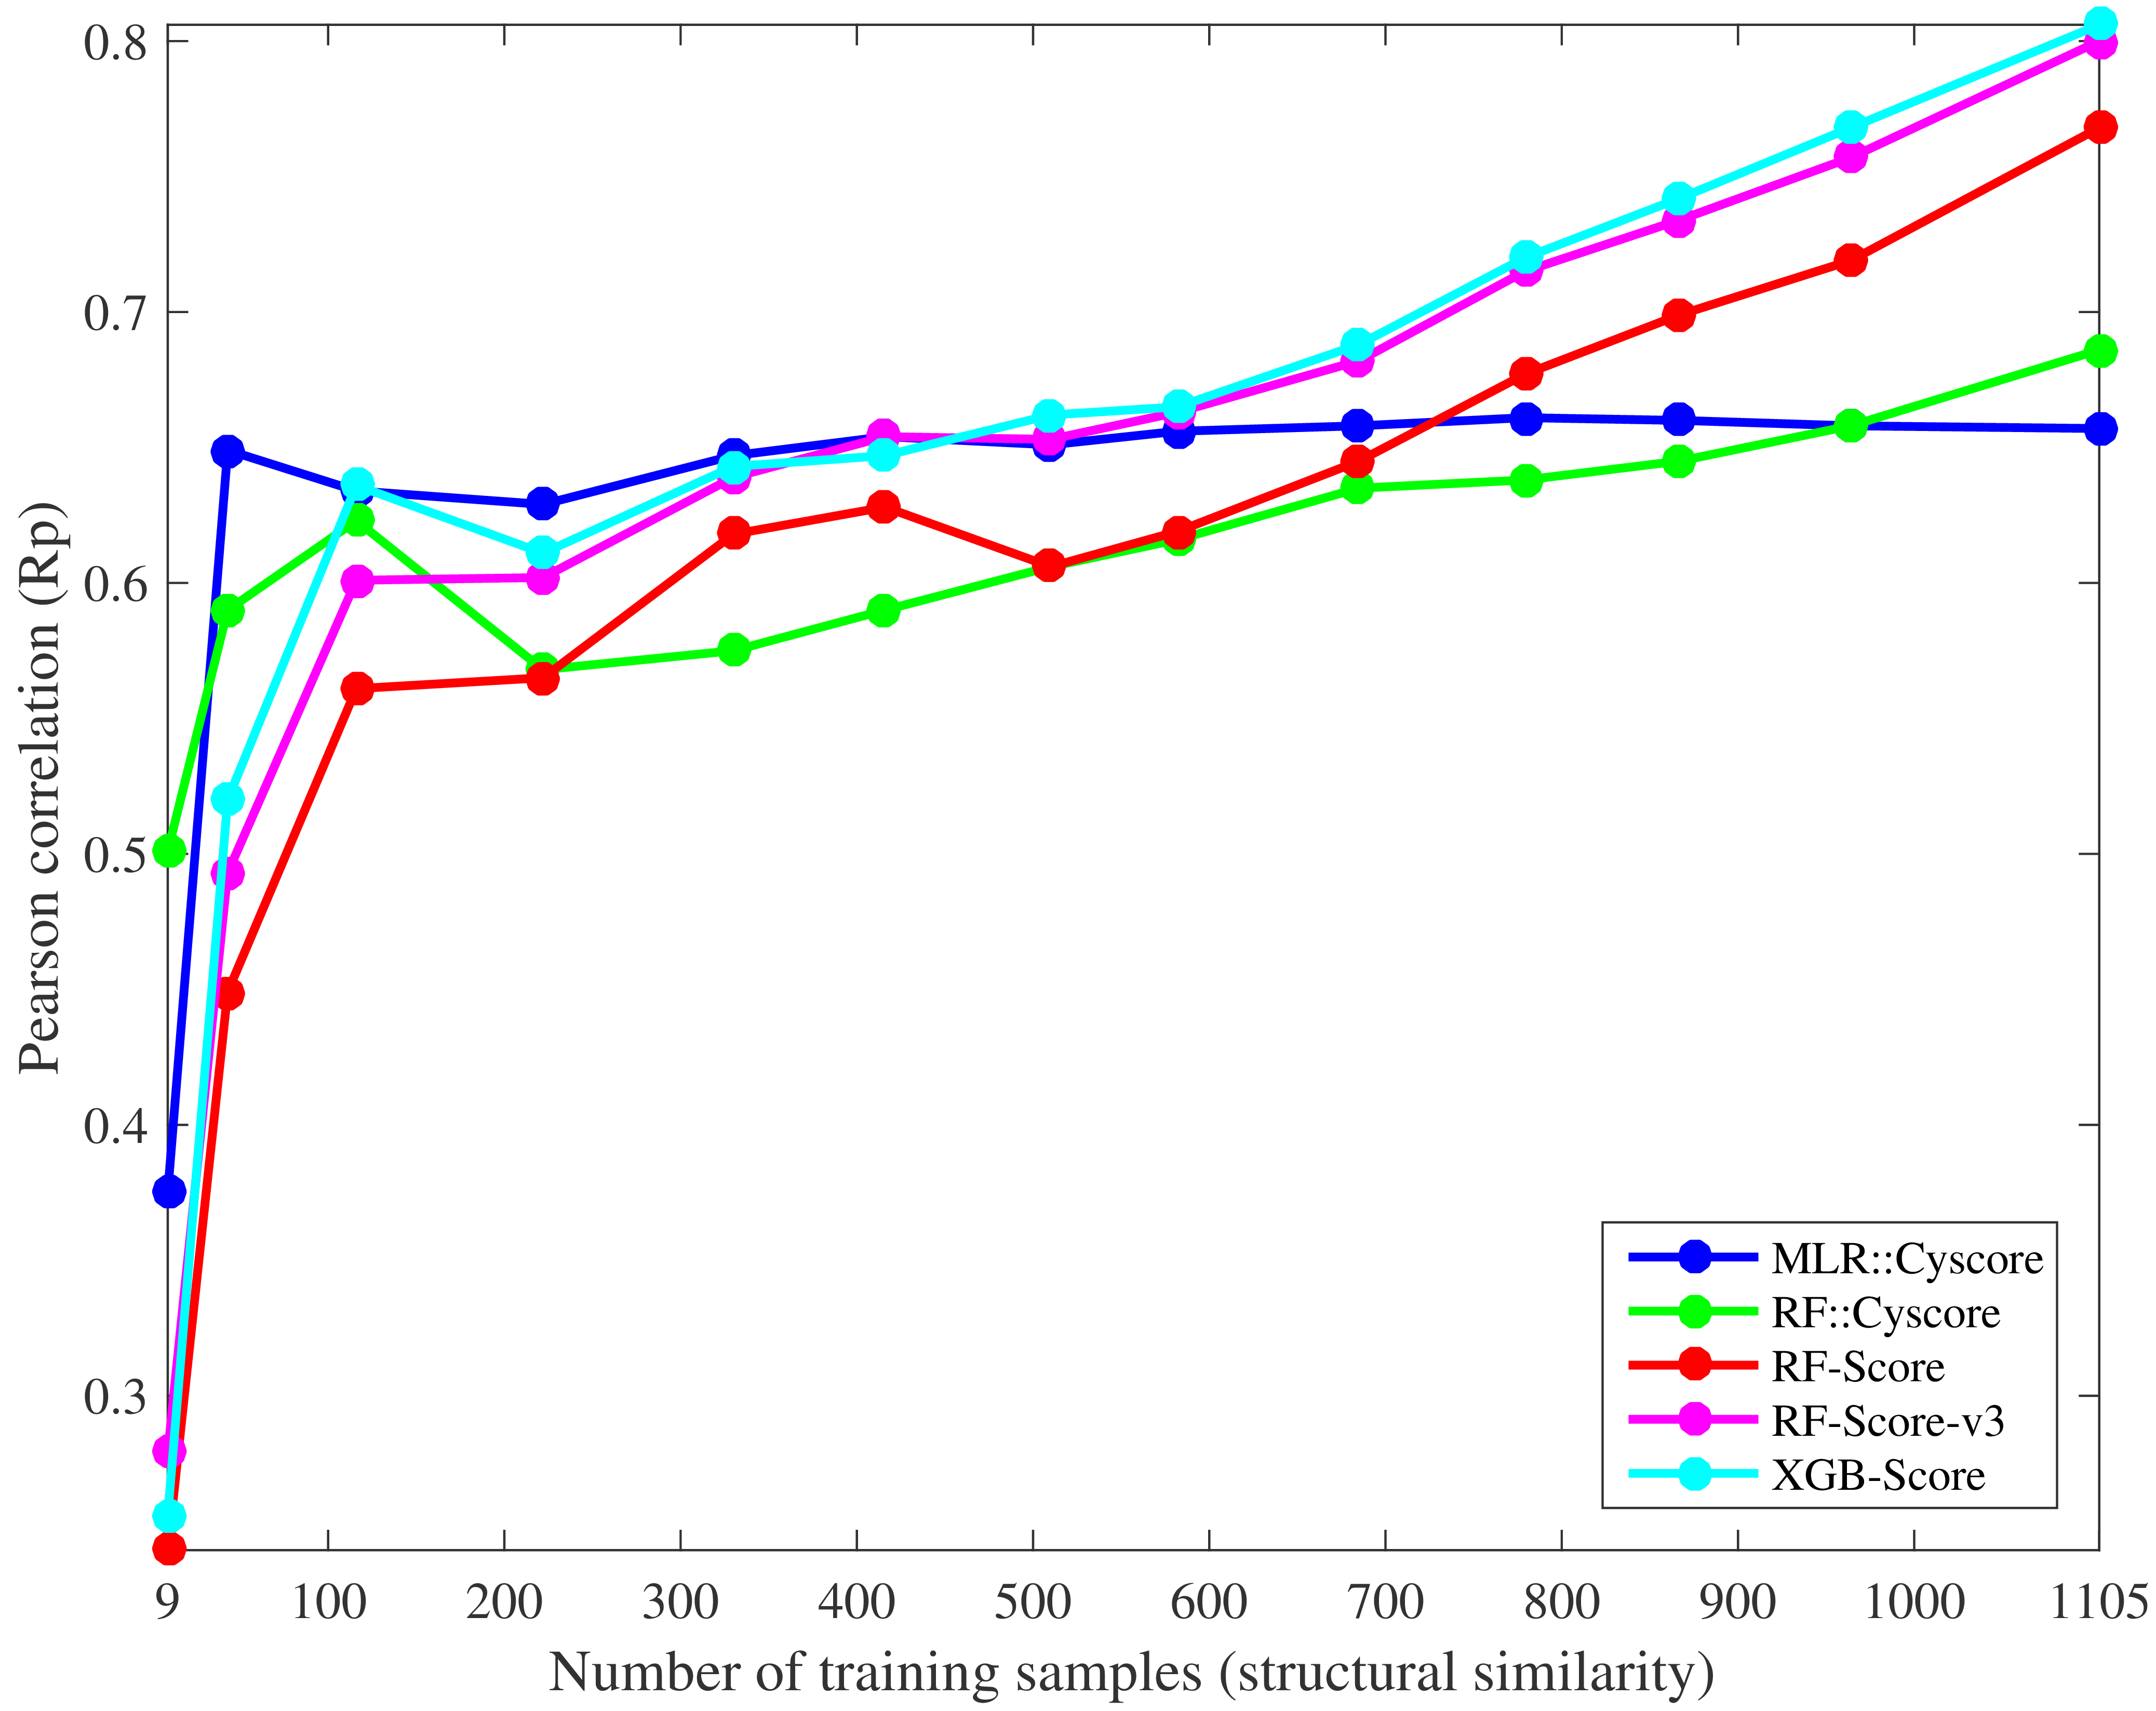 0.8
0.7
0.6
0.5
0.4
0.3
Pearson correlation (Rp)
9 100 200 300 400 500 600 700 800 900 1000 1105
Number of training samples (structural similarity)
MLR::Cyscore
RF::Cyscore
RF-Score
RF-Score-v3
XGB-Score